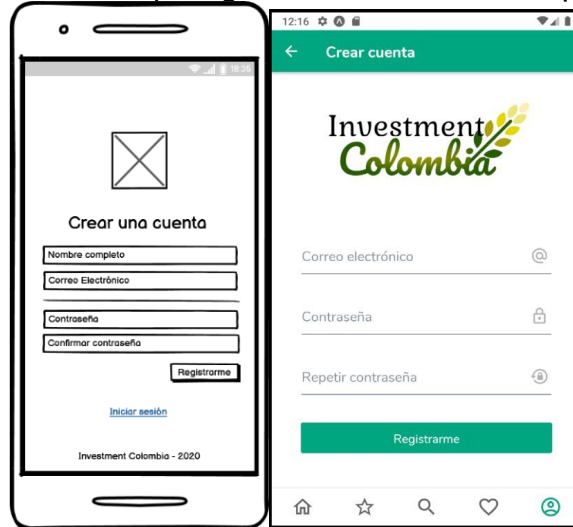 18:35
Crear una cuenta
Nombre completo
Correo Electrónico
Contraseña
Confirmar contraseña
Registrarme
Iniciar sesión
Investment Colombia - 2020
12:16
Crear cuenta
Investment
Colombia
Correo electrónico
Contraseña
Repetir contraseña
Registrarme